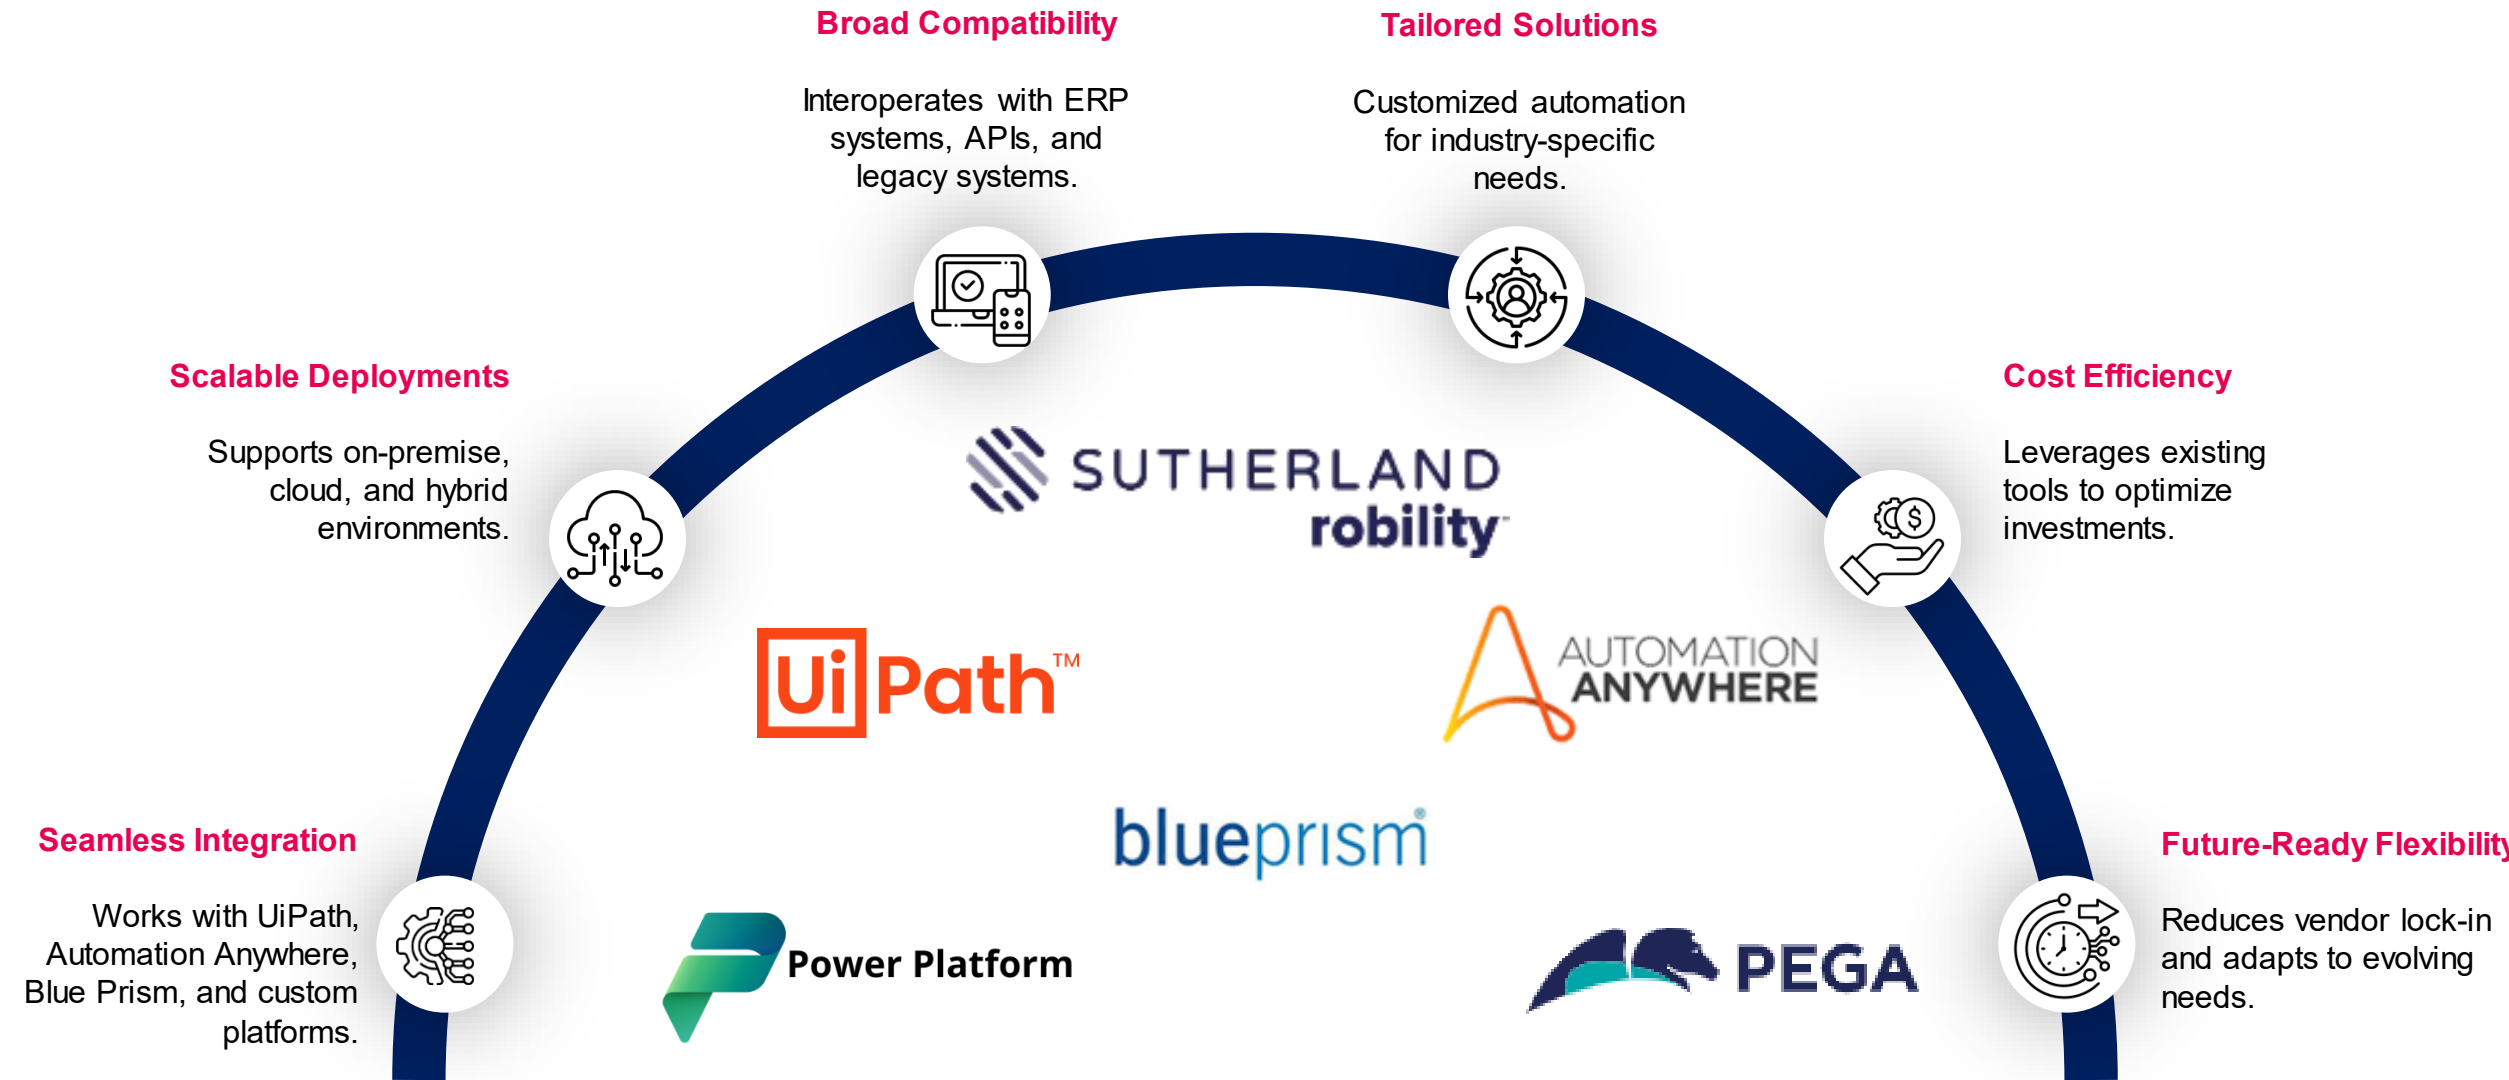 Broad Compatibility
Interoperates with ERP
systems, APIs, and
legacy systems.
Tailored Solutions
Customized automation
for industry-specific
needs.
Scalable Deployments
Supports on-premise,
cloud, and hybrid
environments.
Cost Efficiency
Leverages existing
tools to optimize
investments.
SUTHERLAND
robility
UiPath™
AUTOMATION
ANYWHERE
blueprism®
Seamless Integration
Works with UiPath,
Automation Anywhere,
Blue Prism, and custom
platforms.
Power Platform
PEGA
Future-Ready Flexibility
Reduces vendor lock-in
and adapts to evolving
needs.